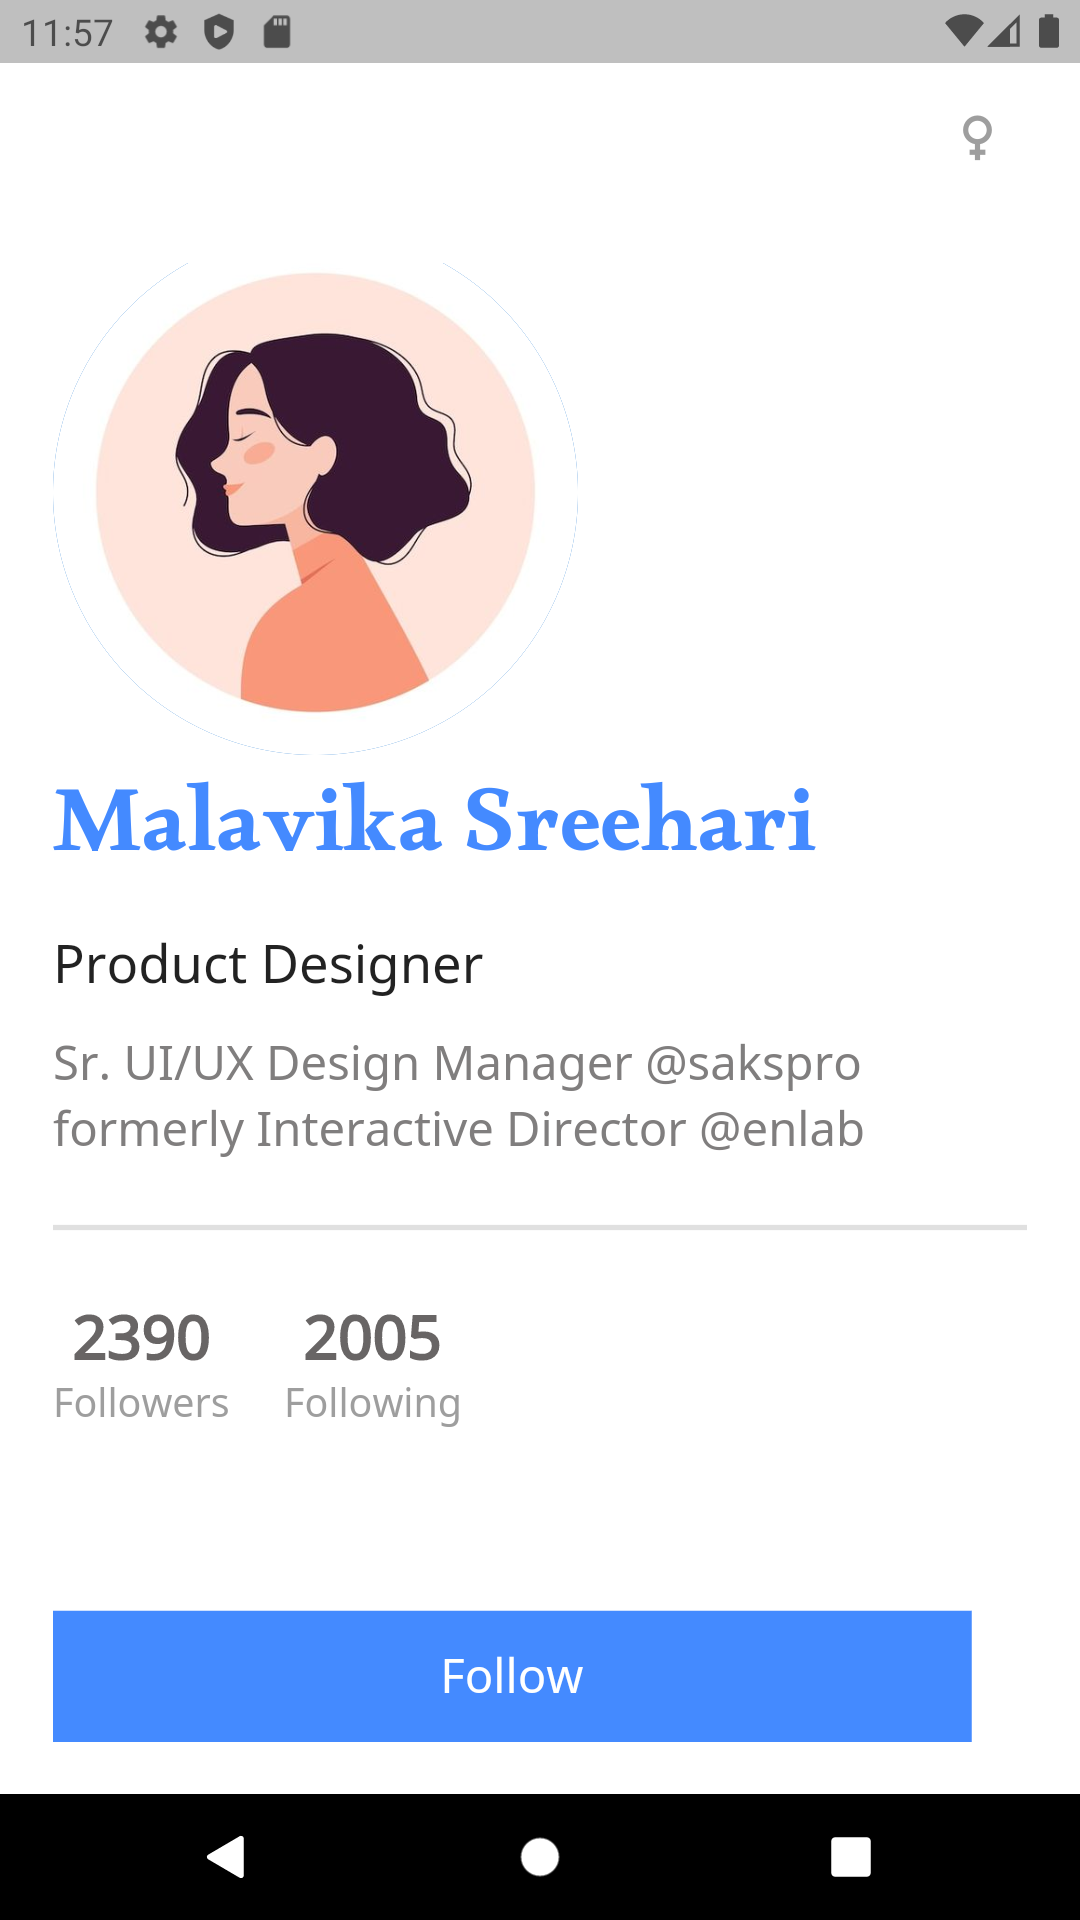 11:57
Malavika Sreehari
Product Designer
Sr. UI/UX Design Manager @sakspro
formerly Interactive Director @enlab
2390 2005
Followers Following
Follow